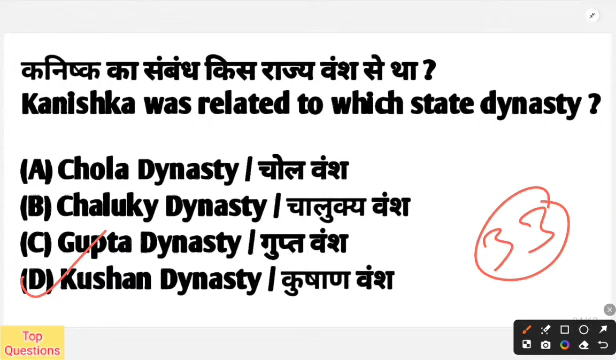 कनिष्क का संबंध किस राज्य वंश से था ?
Kanishka was related to which state dynasty ?
(A) Chola Dynasty / चोल वंश
(B) Chaluky Dynasty / चालुक्य वंश
(C) Gupta Dynasty / गुप्त वंश
(D) Kushan Dynasty / कुषाण वंश
33
Top
Questions